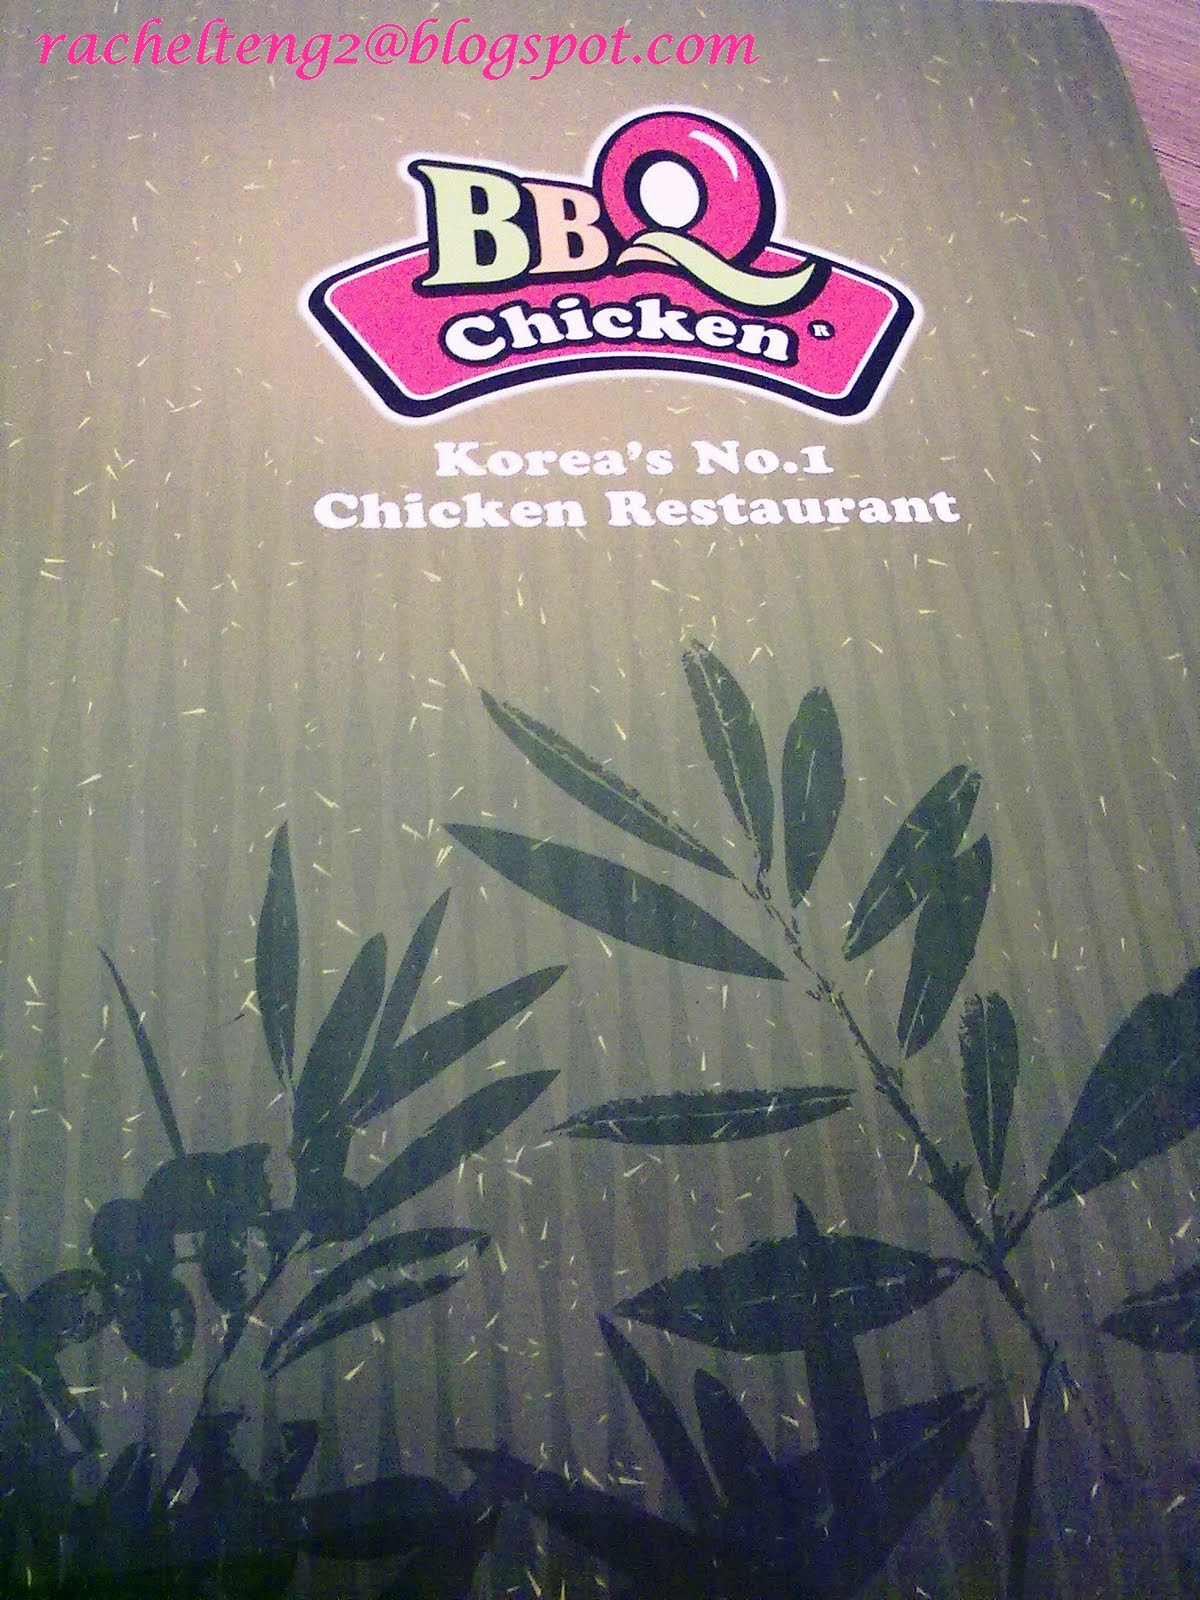 rachelteng2@blogspot.com
BBQ
Chicken ®
Korea's No.1
Chicken Restaurant